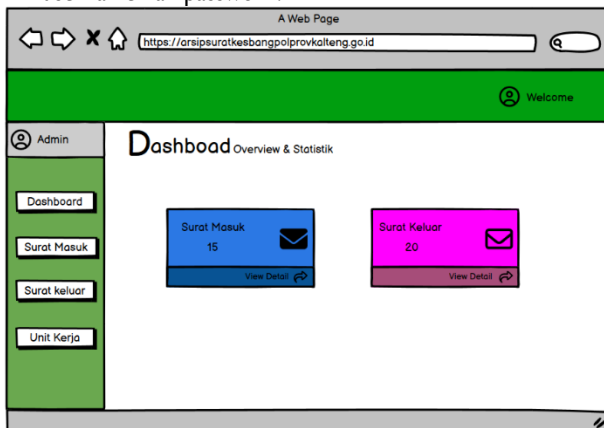 A Web Page
https://arsipsuratkesbangpolprovkalteng.go.id
Welcome
Admin
Dashboad Overview & Statistik
Dashboard
Surat Masuk
Surat keluar
Unit Kerja
Surat Masuk
15
View Detail
Surat Keluar
20
View Detail